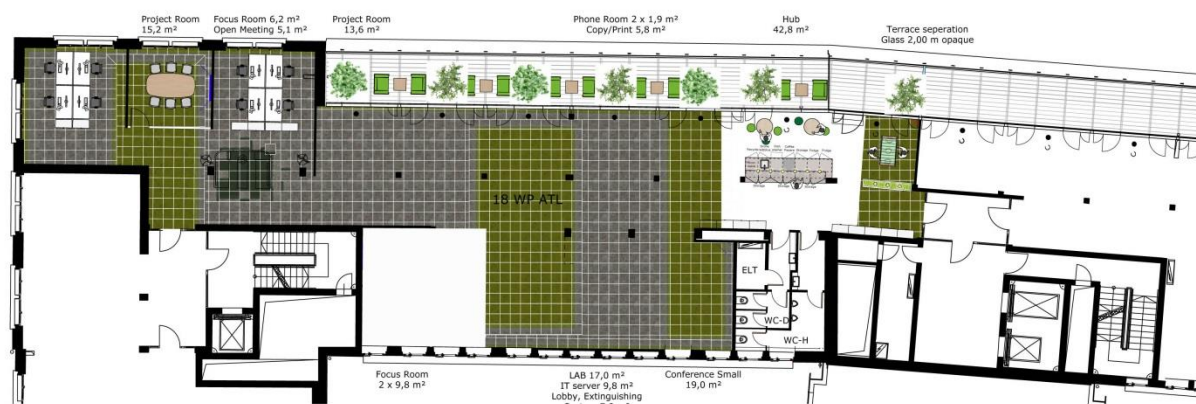 Project Room
15,2 m²
Focus Room 6,2 m²
Open Meeting 5,1 m²
Project Room
13,6 m²
Phone Room 2 x 1,9 m²
Copy/Print 5,8 m²
Hub
42,8 m²
Terrace seperation
Glass 2,00 m opaque
18 WP ATL
ELT
WC-D
WC-H
Focus Room
2 x 9,8 m²
LAB 17,0 m²
IT server 9,8 m²
Lobby, Extinguishing
Conference Small
19,0 m²